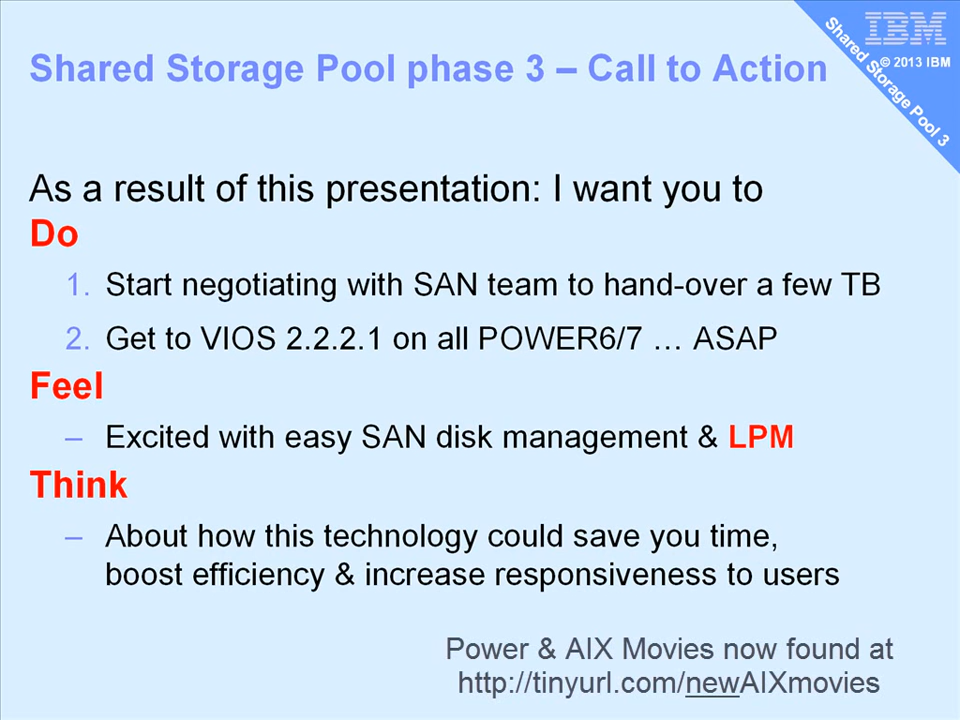 IBM
© 2013 IBM
Shared Storage Pool 3
Shared Storage Pool phase 3 – Call to Action
As a result of this presentation: I want you to
Do
1. Start negotiating with SAN team to hand-over a few TB
2. Get to VIOS 2.2.2.1 on all POWER6/7 … ASAP
Feel
– Excited with easy SAN disk management & LPM
Think
– About how this technology could save you time,
boost efficiency & increase responsiveness to users
Power & AIX Movies now found at
http://tinyurl.com/newAIXmovies